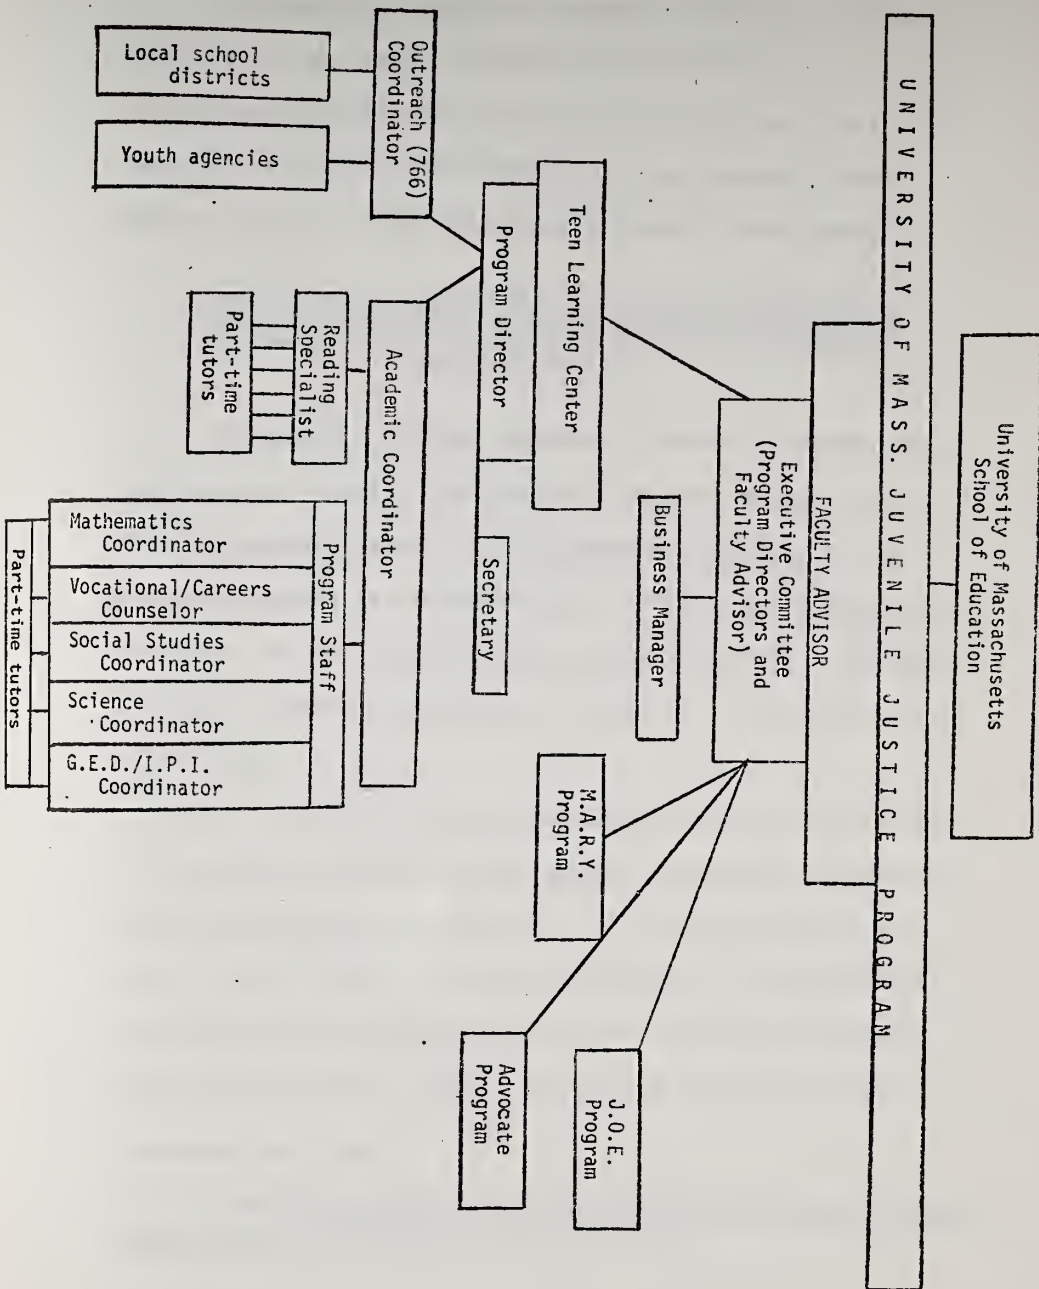 University of Massachusetts
School of Education
UNIVERSITY OF MASS. JUVENILE JUSTICE PROGRAM
FACULTY ADVISOR
Executive Committee
(Program Directors and
Faculty Advisor)
Business Manager
Teen Learning Center
Program Director
Secretary
M.A.R.Y.
Program
Advocate
Program
J.O.E.
Program
Outreach (766)
Coordinator
Local school
districts
Youth agencies
Academic Coordinator
Reading
Specialist
Part-time
tutors
Program Staff
Mathematics
Coordinator
Vocational/Careers
Counselor
Social Studies
Coordinator
Science
Coordinator
G.E.D./I.P.I.
Coordinator
Part-time tutors